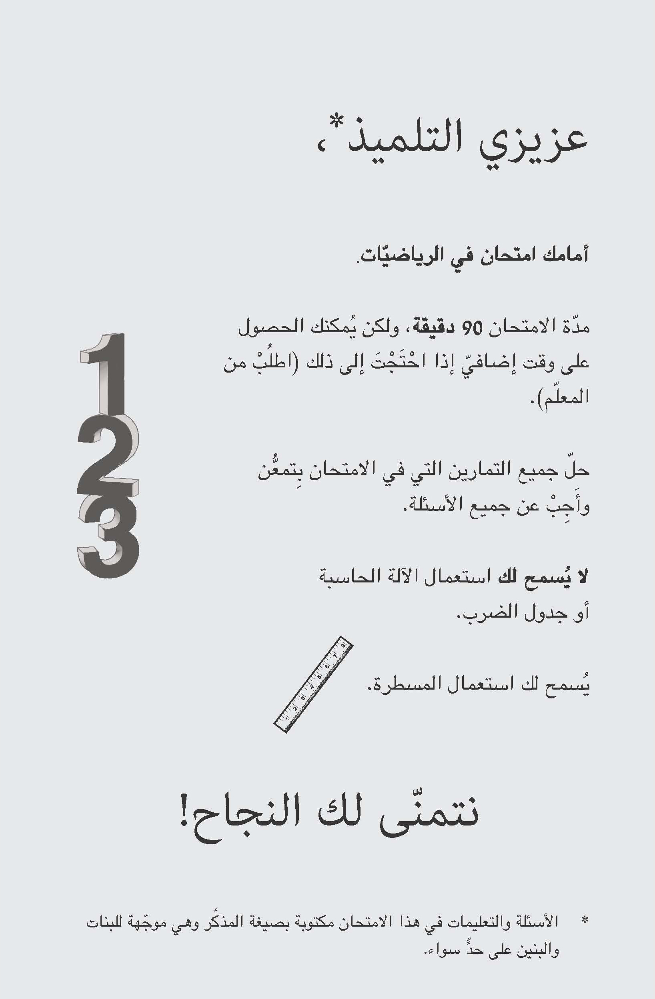 عزيزي التلميذ*،
أمامك امتحان في الرياضيّات.
مدّة الامتحان 90 دقيقة، ولكن يُمكنك الحصول
على وقت إضافيّ إذا احْتَجْتَ إلى ذلك (اطلُبْ من
المعلّم).
حلّ جميع التمارين التي في الامتحان بِتمعُّن
وأَجِبْ عن جميع الأسئلة.
لا يُسمح لك استعمال الآلة الحاسبة
أو جدول الضرب.
يُسمح لك استعمال المسطرة.
1
2
3
1 2 3 4 5 6 7 8
نتمنّى لك النجاح!
* الأسئلة والتعليمات في هذا الامتحان مكتوبة بصيغة المذكّر وهي موجّهة للبنات
والبنين على حدٍّ سواء.